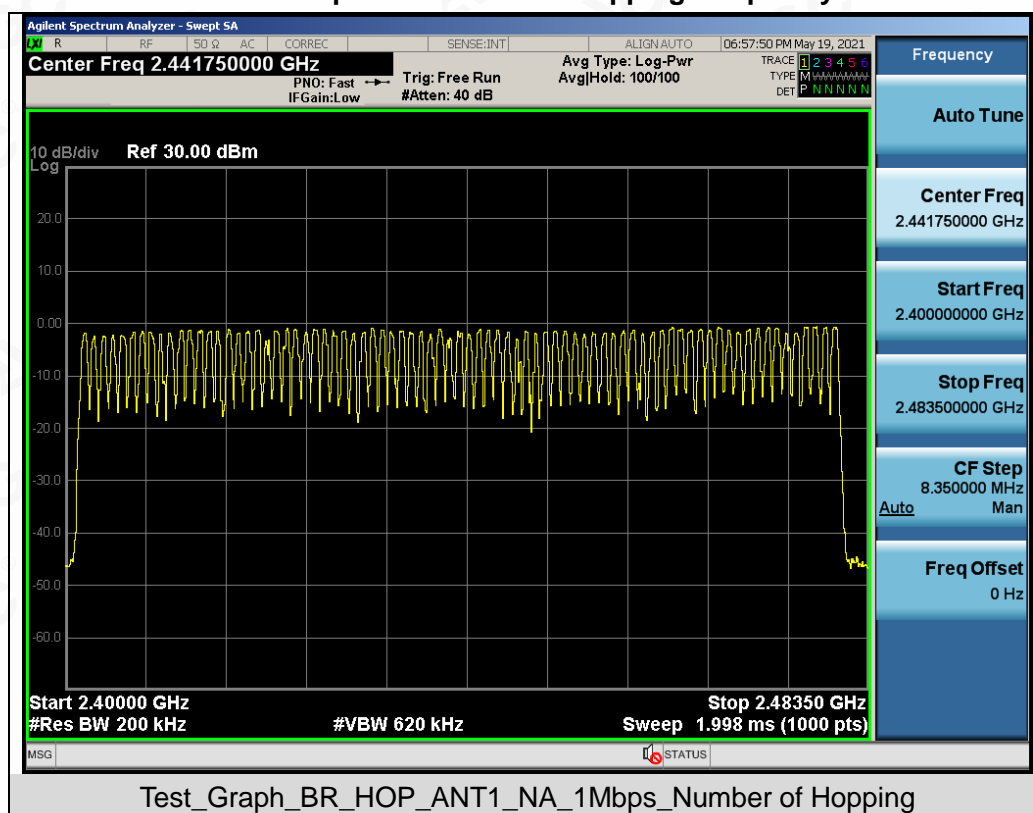 Agilent Spectrum Analyzer - Swept SA
LXI R RF 50 Ω AC CORREC SENSE:INT ALIGN AUTO 06:57:50 PM May 19, 2021
Center Freq 2.441750000 GHz
PNO: Fast
IFGain:Low
Trig: Free Run
#Atten: 40 dB
Avg Type: Log-Pwr
Avg|Hold: 100/100
TRACE 1 2 3 4 5 6
TYPE M
DET P N N N N N
10 dB/div Ref 30.00 dBm
Log
20.0
10.0
0.00
-10.0
-20.0
-30.0
-40.0
-50.0
-60.0
Start 2.40000 GHz Stop 2.48350 GHz
#Res BW 200 kHz #VBW 620 kHz Sweep 1.998 ms (1000 pts)
MSG STATUS
Frequency
Auto Tune
Center Freq
2.441750000 GHz
Start Freq
2.400000000 GHz
Stop Freq
2.483500000 GHz
CF Step
8.350000 MHz
Auto Man
Freq Offset
0 Hz
Test_Graph_BR_HOP_ANT1_NA_1Mbps_Number of Hopping